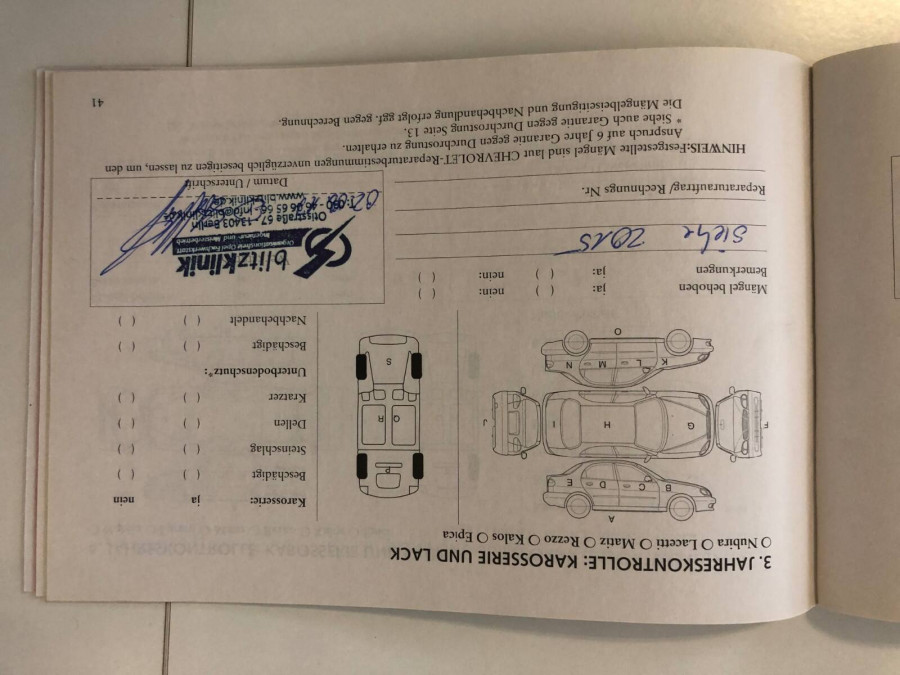 3. JAHRESKONTROLLE: KAROSSERIE UND LACK
O Nubira O Lacetti O Matiz O Rezzo O Kalos O Epica
A
B
C
D
E
F
G
H
I
J
K
L
M
N
O
P
Q
R
S
Karosserie: ja nein
Beschädigt ( ) ( )
Steinschlag ( ) ( )
Dellen ( ) ( )
Kratzer ( ) ( )
Unterbodenschutz*:
Beschädigt ( ) ( )
Nachbehandelt ( ) ( )
Mängel behoben ja: ( ) nein: ( )
Bemerkungen ja: ( ) nein: ( )
Siehe 2015
Reparaturauftrag/ Rechnungs Nr.
blitzklinik
Ingenieur- und Meisterbetrieb
Otisstraße 67 · 13403 Berlin
www.blitzklinik.de
Datum / Unterschrift
HINWEIS:Festgestellte Mängel sind laut CHEVROLET-Reparaturbestimmungen unverzüglich beseitigen zu lassen, um den
Anspruch auf 6 Jahre Garantie gegen Durchrostung zu erhalten.
* Siehe auch Garantie gegen Durchrostung Seite 13.
Die Mängelbeseitigung und Nachbehandlung erfolgt ggf. gegen Berechnung.
41